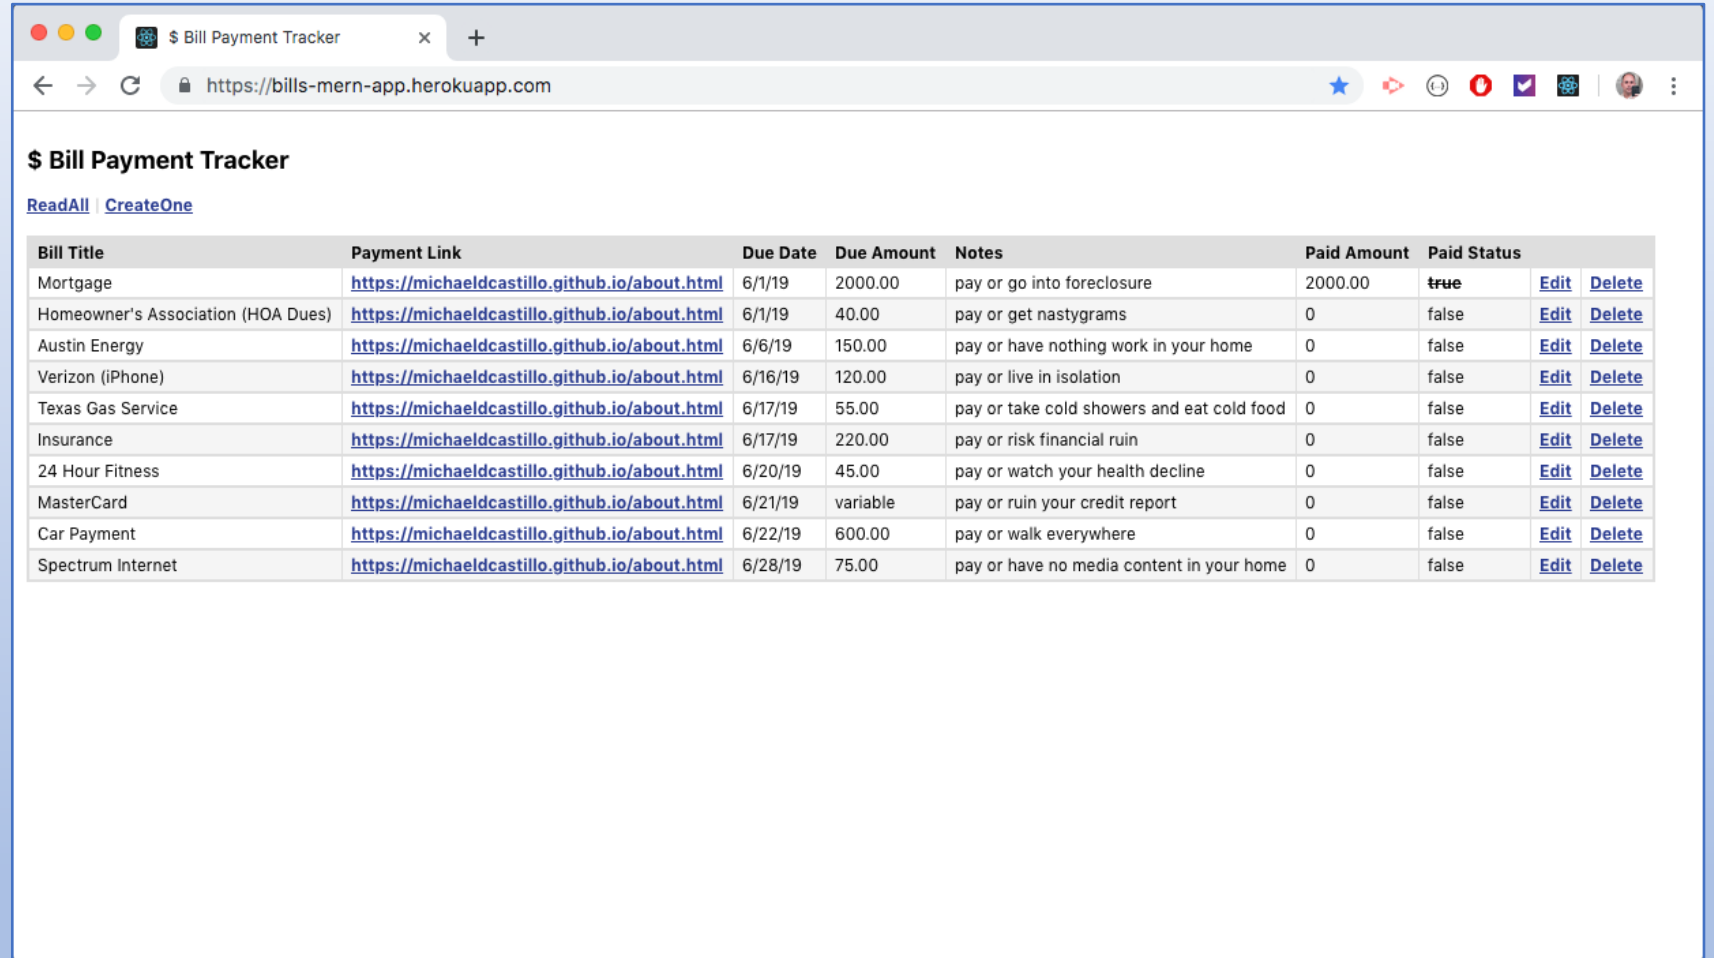 $ Bill Payment Tracker
https://bills-mern-app.herokuapp.com
$ Bill Payment Tracker
ReadAll | CreateOne
Bill Title Payment Link Due Date Due Amount Notes Paid Amount Paid Status
Mortgage https://michaeldcastillo.github.io/about.html 6/1/19 2000.00 pay or go into foreclosure 2000.00 true Edit Delete
Homeowner's Association (HOA Dues) https://michaeldcastillo.github.io/about.html 6/1/19 40.00 pay or get nastygrams 0 false Edit Delete
Austin Energy https://michaeldcastillo.github.io/about.html 6/6/19 150.00 pay or have nothing work in your home 0 false Edit Delete
Verizon (iPhone) https://michaeldcastillo.github.io/about.html 6/16/19 120.00 pay or live in isolation 0 false Edit Delete
Texas Gas Service https://michaeldcastillo.github.io/about.html 6/17/19 55.00 pay or take cold showers and eat cold food 0 false Edit Delete
Insurance https://michaeldcastillo.github.io/about.html 6/17/19 220.00 pay or risk financial ruin 0 false Edit Delete
24 Hour Fitness https://michaeldcastillo.github.io/about.html 6/20/19 45.00 pay or watch your health decline 0 false Edit Delete
MasterCard https://michaeldcastillo.github.io/about.html 6/21/19 variable pay or ruin your credit report 0 false Edit Delete
Car Payment https://michaeldcastillo.github.io/about.html 6/22/19 600.00 pay or walk everywhere 0 false Edit Delete
Spectrum Internet https://michaeldcastillo.github.io/about.html 6/28/19 75.00 pay or have no media content in your home 0 false Edit Delete